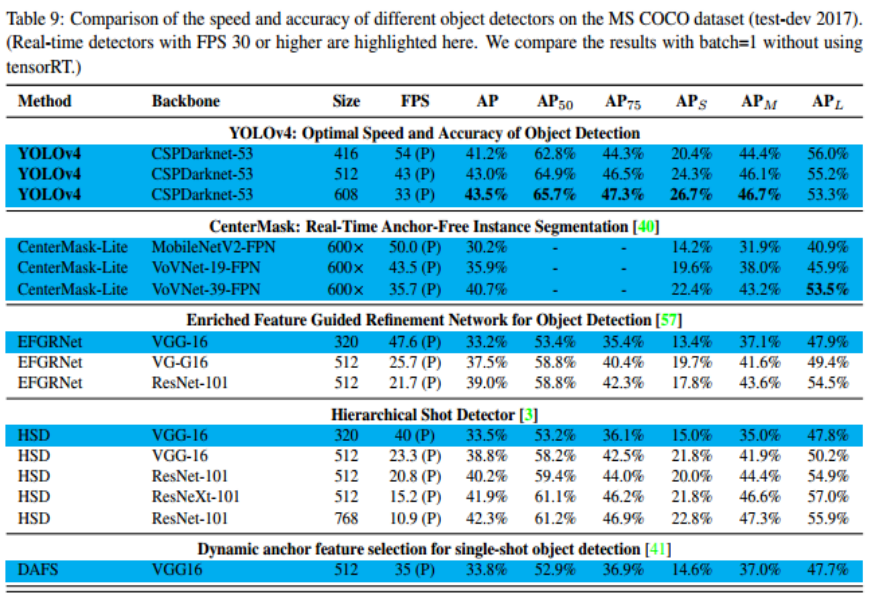 Table 9: Comparison of the speed and accuracy of different object detectors on the MS COCO dataset (test-dev 2017).
(Real-time detectors with FPS 30 or higher are highlighted here. We compare the results with batch=1 without using
tensorRT.)
Method Backbone Size FPS AP AP50 AP75 APS APM APL
YOLOv4: Optimal Speed and Accuracy of Object Detection
YOLOv4 CSPDarknet-53 416 54 (P) 41.2% 62.8% 44.3% 20.4% 44.4% 56.0%
YOLOv4 CSPDarknet-53 512 43 (P) 43.0% 64.9% 46.5% 24.3% 46.1% 55.2%
YOLOv4 CSPDarknet-53 608 33 (P) 43.5% 65.7% 47.3% 26.7% 46.7% 53.3%
CenterMask: Real-Time Anchor-Free Instance Segmentation [40]
CenterMask-Lite MobileNetV2-FPN 600× 50.0 (P) 30.2% - - 14.2% 31.9% 40.9%
CenterMask-Lite VoVNet-19-FPN 600× 43.5 (P) 35.9% - - 19.6% 38.0% 45.9%
CenterMask-Lite VoVNet-39-FPN 600× 35.7 (P) 40.7% - - 22.4% 43.2% 53.5%
Enriched Feature Guided Refinement Network for Object Detection [57]
EFGRNet VGG-16 320 47.6 (P) 33.2% 53.4% 35.4% 13.4% 37.1% 47.9%
EFGRNet VG-G16 512 25.7 (P) 37.5% 58.8% 40.4% 19.7% 41.6% 49.4%
EFGRNet ResNet-101 512 21.7 (P) 39.0% 58.8% 42.3% 17.8% 43.6% 54.5%
Hierarchical Shot Detector [3]
HSD VGG-16 320 40 (P) 33.5% 53.2% 36.1% 15.0% 35.0% 47.8%
HSD VGG-16 512 23.3 (P) 38.8% 58.2% 42.5% 21.8% 41.9% 50.2%
HSD ResNet-101 512 20.8 (P) 40.2% 59.4% 44.0% 20.0% 44.4% 54.9%
HSD ResNeXt-101 512 15.2 (P) 41.9% 61.1% 46.2% 21.8% 46.6% 57.0%
HSD ResNet-101 768 10.9 (P) 42.3% 61.2% 46.9% 22.8% 47.3% 55.9%
Dynamic anchor feature selection for single-shot object detection [41]
DAFS VGG16 512 35 (P) 33.8% 52.9% 36.9% 14.6% 37.0% 47.7%